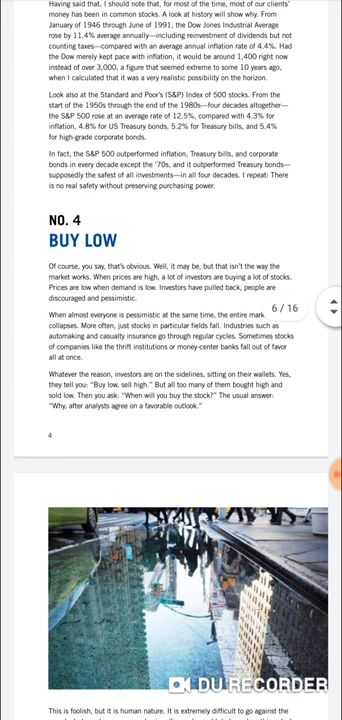 Having said that, I should note that, for most of the time, most of our clients'
money has been in common stocks. A look at history will show why. From
January of 1946 through June of 1991, the Dow Jones Industrial Average
rose by 11.4% average annually—including reinvestment of dividends but not
counting taxes—compared with an average annual inflation rate of 4.4%. Had
the Dow merely kept pace with inflation, it would be around 1,400 right now
instead of over 3,000, a figure that seemed extreme to some 10 years ago,
when I calculated that it was a very realistic possibility on the horizon.
Look also at the Standard and Poor's (S&P) Index of 500 stocks. From the
start of the 1950s through the end of the 1980s—four decades altogether—
the S&P 500 rose at an average rate of 12.5%, compared with 4.3% for
inflation, 4.8% for US Treasury bonds, 5.2% for Treasury bills, and 5.4%
for high-grade corporate bonds.
In fact, the S&P 500 outperformed inflation, Treasury bills, and corporate
bonds in every decade except the '70s, and it outperformed Treasury bonds—
supposedly the safest of all investments—in all four decades. I repeat: There
is no real safety without preserving purchasing power.
NO. 4
BUY LOW
Of course, you say, that's obvious. Well, it may be, but that isn't the way the
market works. When prices are high, a lot of investors are buying a lot of stocks.
Prices are low when demand is low. Investors have pulled back, people are
discouraged and pessimistic.
6 / 16
When almost everyone is pessimistic at the same time, the entire mark
collapses. More often, just stocks in particular fields fall. Industries such as
automaking and casualty insurance go through regular cycles. Sometimes stocks
of companies like the thrift institutions or money-center banks fall out of favor
all at once.
Whatever the reason, investors are on the sidelines, sitting on their wallets. Yes,
they tell you: "Buy low, sell high." But all too many of them bought high and
sold low. Then you ask: "When will you buy the stock?" The usual answer:
"Why, after analysts agree on a favorable outlook."
4
DU RECORDER
This is foolish, but it is human nature. It is extremely difficult to go against the